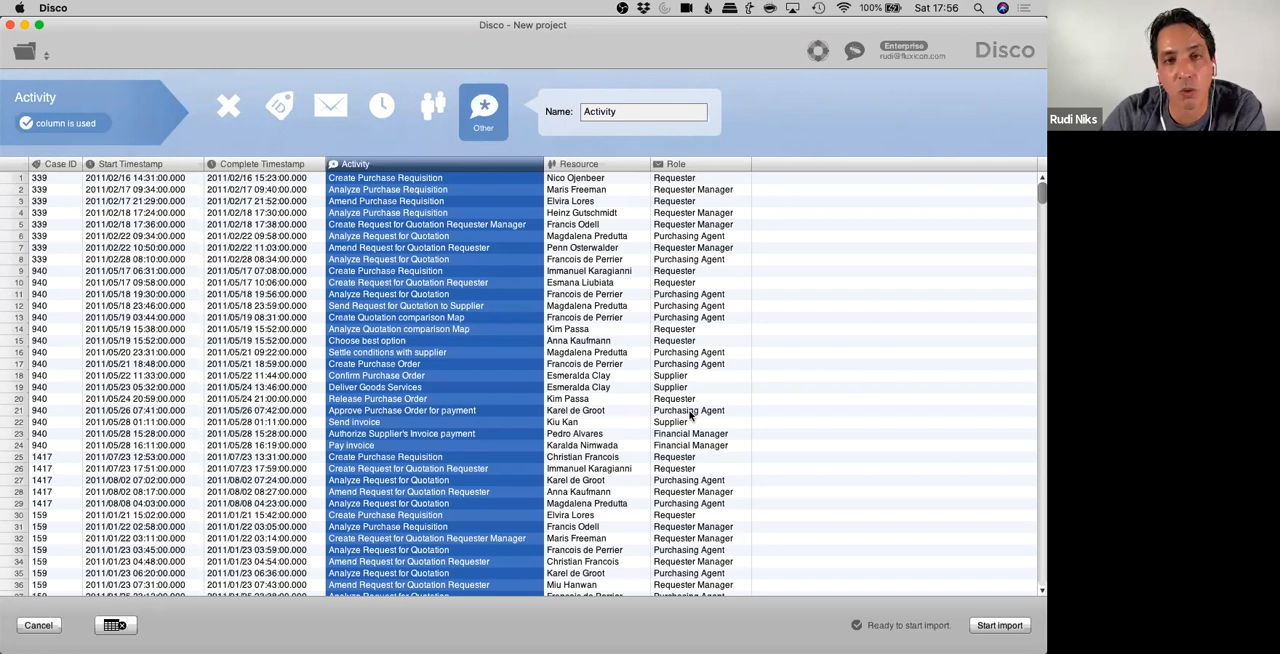 Disco
100%
Sat 17:56
Disco - New project
Enterprise
rudi@fluxicon.com
Disco
Activity
column is used
Other
Name: Activity
Rudi Niks
Case ID Start Timestamp Complete Timestamp Activity Resource Role
1 339 2011/02/16 14:31:00.000 2011/02/16 15:23:00.000 Create Purchase Requisition Nico Ojenbeer Requester
2 339 2011/02/17 09:34:00.000 2011/02/17 09:40:00.000 Analyze Purchase Requisition Maris Freeman Requester Manager
3 339 2011/02/17 21:29:00.000 2011/02/17 21:52:00.000 Amend Purchase Requisition Elvira Lores Requester
4 339 2011/02/18 17:24:00.000 2011/02/18 17:30:00.000 Analyze Purchase Requisition Heinz Gutschmidt Requester Manager
5 339 2011/02/18 17:36:00.000 2011/02/18 17:38:00.000 Create Request for Quotation Requester Manager Francis Odell Requester Manager
6 339 2011/02/22 09:34:00.000 2011/02/22 09:58:00.000 Analyze Request for Quotation Magdalena Predutta Purchasing Agent
7 339 2011/02/22 10:50:00.000 2011/02/22 11:03:00.000 Amend Request for Quotation Requester Penn Osterwalder Requester Manager
8 339 2011/02/28 08:10:00.000 2011/02/28 08:34:00.000 Analyze Request for Quotation Francois de Perrier Purchasing Agent
9 940 2011/05/17 06:31:00.000 2011/05/17 07:08:00.000 Create Purchase Requisition Immanuel Karagianni Requester
10 940 2011/05/17 09:58:00.000 2011/05/17 10:06:00.000 Create Request for Quotation Requester Esmana Liubiata Requester
11 940 2011/05/18 19:30:00.000 2011/05/18 19:56:00.000 Analyze Request for Quotation Francois de Perrier Purchasing Agent
12 940 2011/05/18 23:46:00.000 2011/05/18 23:59:00.000 Send Request for Quotation to Supplier Magdalena Predutta Purchasing Agent
13 940 2011/05/19 03:44:00.000 2011/05/19 08:31:00.000 Create Quotation comparison Map Francois de Perrier Purchasing Agent
14 940 2011/05/19 15:38:00.000 2011/05/19 15:52:00.000 Analyze Quotation comparison Map Kim Passa Requester
15 940 2011/05/19 15:52:00.000 2011/05/19 15:52:00.000 Choose best option Anna Kaufmann Requester
16 940 2011/05/20 23:31:00.000 2011/05/21 09:22:00.000 Settle conditions with supplier Magdalena Predutta Purchasing Agent
17 940 2011/05/21 18:48:00.000 2011/05/21 18:59:00.000 Create Purchase Order Francois de Perrier Purchasing Agent
18 940 2011/05/22 11:33:00.000 2011/05/22 11:44:00.000 Confirm Purchase Order Esmeralda Clay Supplier
19 940 2011/05/23 05:32:00.000 2011/05/24 13:46:00.000 Deliver Goods Services Esmeralda Clay Supplier
20 940 2011/05/24 20:59:00.000 2011/05/24 21:00:00.000 Release Purchase Order Kim Passa Requester
21 940 2011/05/26 07:41:00.000 2011/05/26 07:42:00.000 Approve Purchase Order for payment Karel de Groot Purchasing Agent
22 940 2011/05/28 01:11:00.000 2011/05/28 01:11:00.000 Send invoice Kiu Kan Supplier
23 940 2011/05/28 15:28:00.000 2011/05/28 15:28:00.000 Authorize Supplier's Invoice payment Pedro Alvares Financial Manager
24 940 2011/05/28 16:11:00.000 2011/05/28 16:19:00.000 Pay invoice Karalda Nimwada Financial Manager
25 1417 2011/07/23 12:53:00.000 2011/07/23 13:31:00.000 Create Purchase Requisition Christian Francois Requester
26 1417 2011/07/23 17:51:00.000 2011/07/23 17:59:00.000 Create Request for Quotation Requester Immanuel Karagianni Requester
27 1417 2011/08/02 07:02:00.000 2011/08/02 07:24:00.000 Analyze Request for Quotation Karel de Groot Purchasing Agent
28 1417 2011/08/02 08:17:00.000 2011/08/02 08:27:00.000 Amend Request for Quotation Requester Anna Kaufmann Requester Manager
29 1417 2011/08/08 04:03:00.000 2011/08/08 04:23:00.000 Analyze Request for Quotation Magdalena Predutta Purchasing Agent
30 159 2011/01/21 15:02:00.000 2011/01/21 15:42:00.000 Create Purchase Requisition Elvira Lores Requester
31 159 2011/01/22 02:58:00.000 2011/01/22 03:05:00.000 Analyze Purchase Requisition Francis Odell Requester Manager
32 159 2011/01/22 03:11:00.000 2011/01/22 03:14:00.000 Create Request for Quotation Requester Manager Maris Freeman Requester Manager
33 159 2011/01/23 03:45:00.000 2011/01/23 03:59:00.000 Analyze Request for Quotation Francois de Perrier Purchasing Agent
34 159 2011/01/23 04:48:00.000 2011/01/23 04:54:00.000 Amend Request for Quotation Requester Christian Francois Requester Manager
35 159 2011/01/23 06:20:00.000 2011/01/23 06:36:00.000 Analyze Request for Quotation Karel de Groot Purchasing Agent
36 159 2011/01/23 07:31:00.000 2011/01/23 07:43:00.000 Amend Request for Quotation Requester Miu Hanwan Requester Manager
Cancel
Ready to start import.
Start import